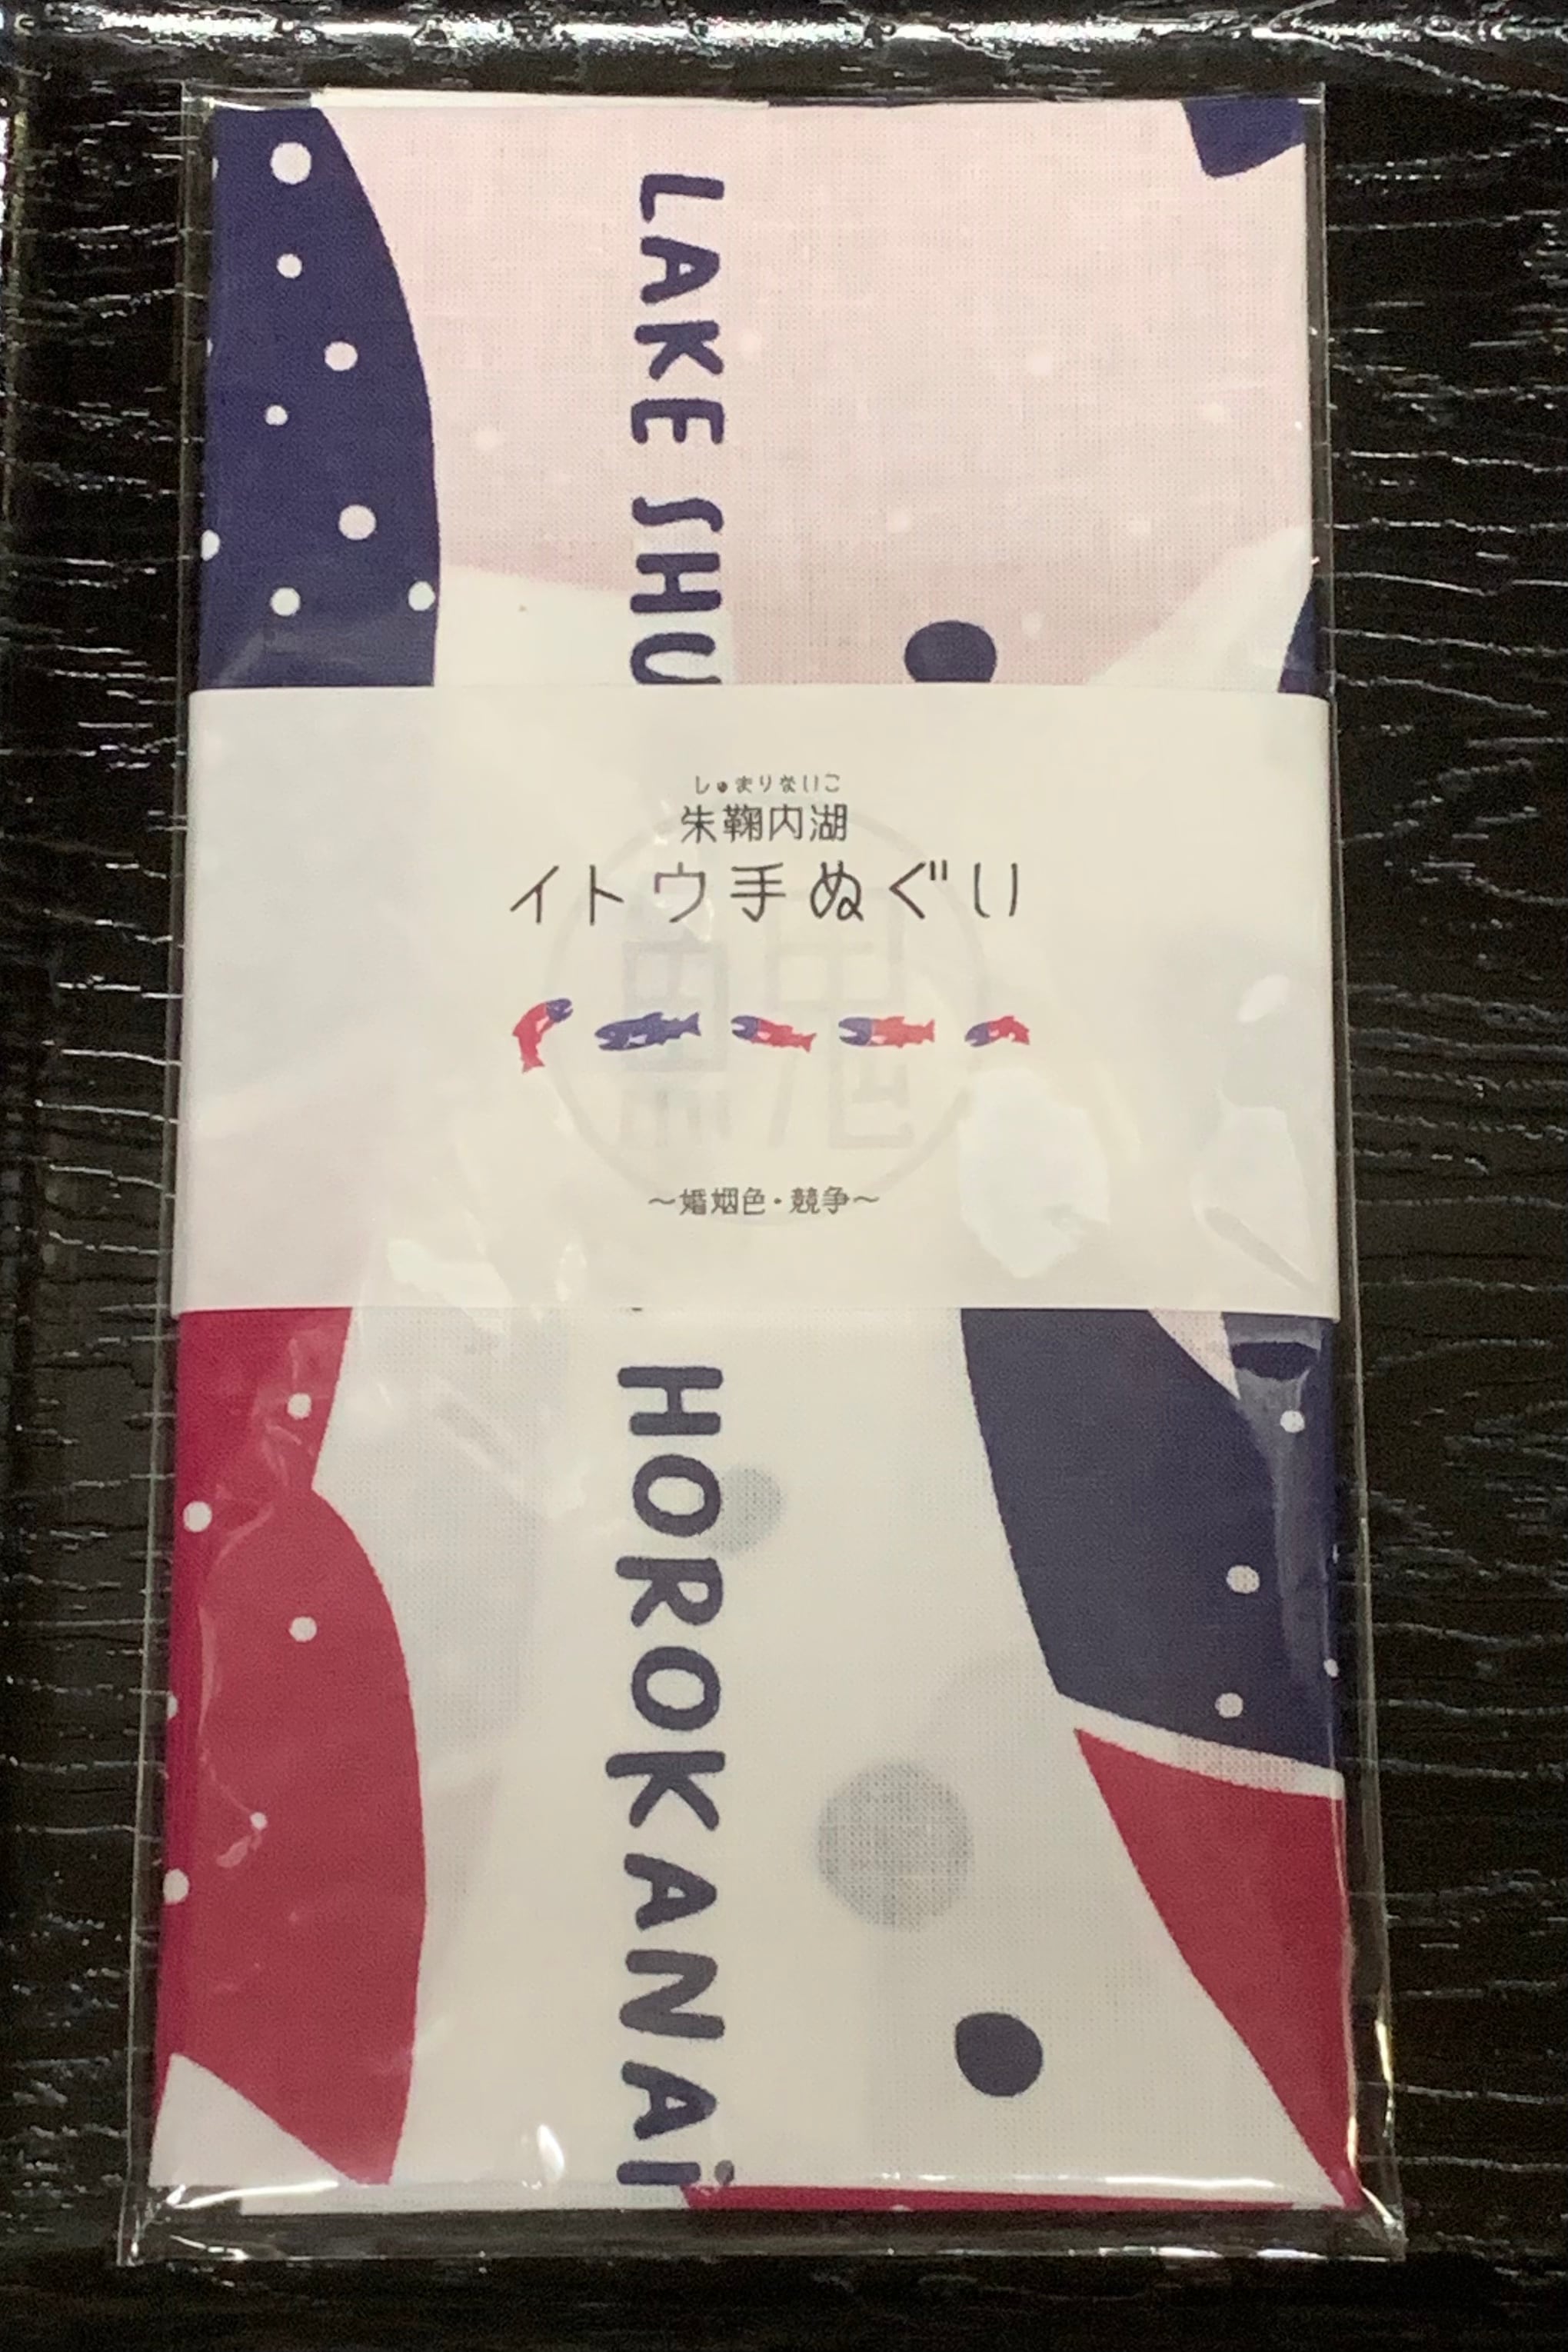 LAKE SHU
しゅまりないこ
朱鞠内湖
イトウ手ぬぐい
～婚姻色・競争～
HOROKANAi